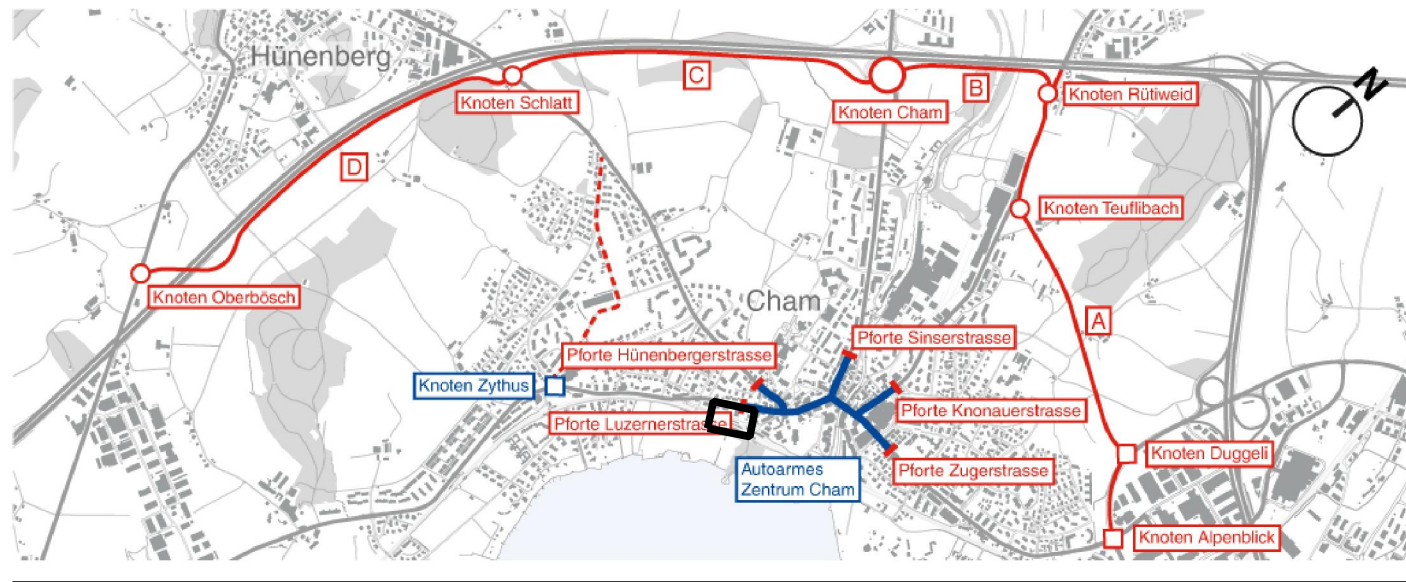 N
Hünenberg
C
Knoten Schlatt
B
Knoten Rütiweid
Knoten Cham
D
Knoten Teuflibach
Knoten Oberbösch
Cham
A
Pforte Sinserstrasse
Pforte Hünenbergerstrasse
Knoten Zythus
Pforte Knonauerstrasse
Pforte Luzernerstrasse
Knoten Duggeli
Pforte Zugerstrasse
Autoarmes
Zentrum Cham
Knoten Alpenblick